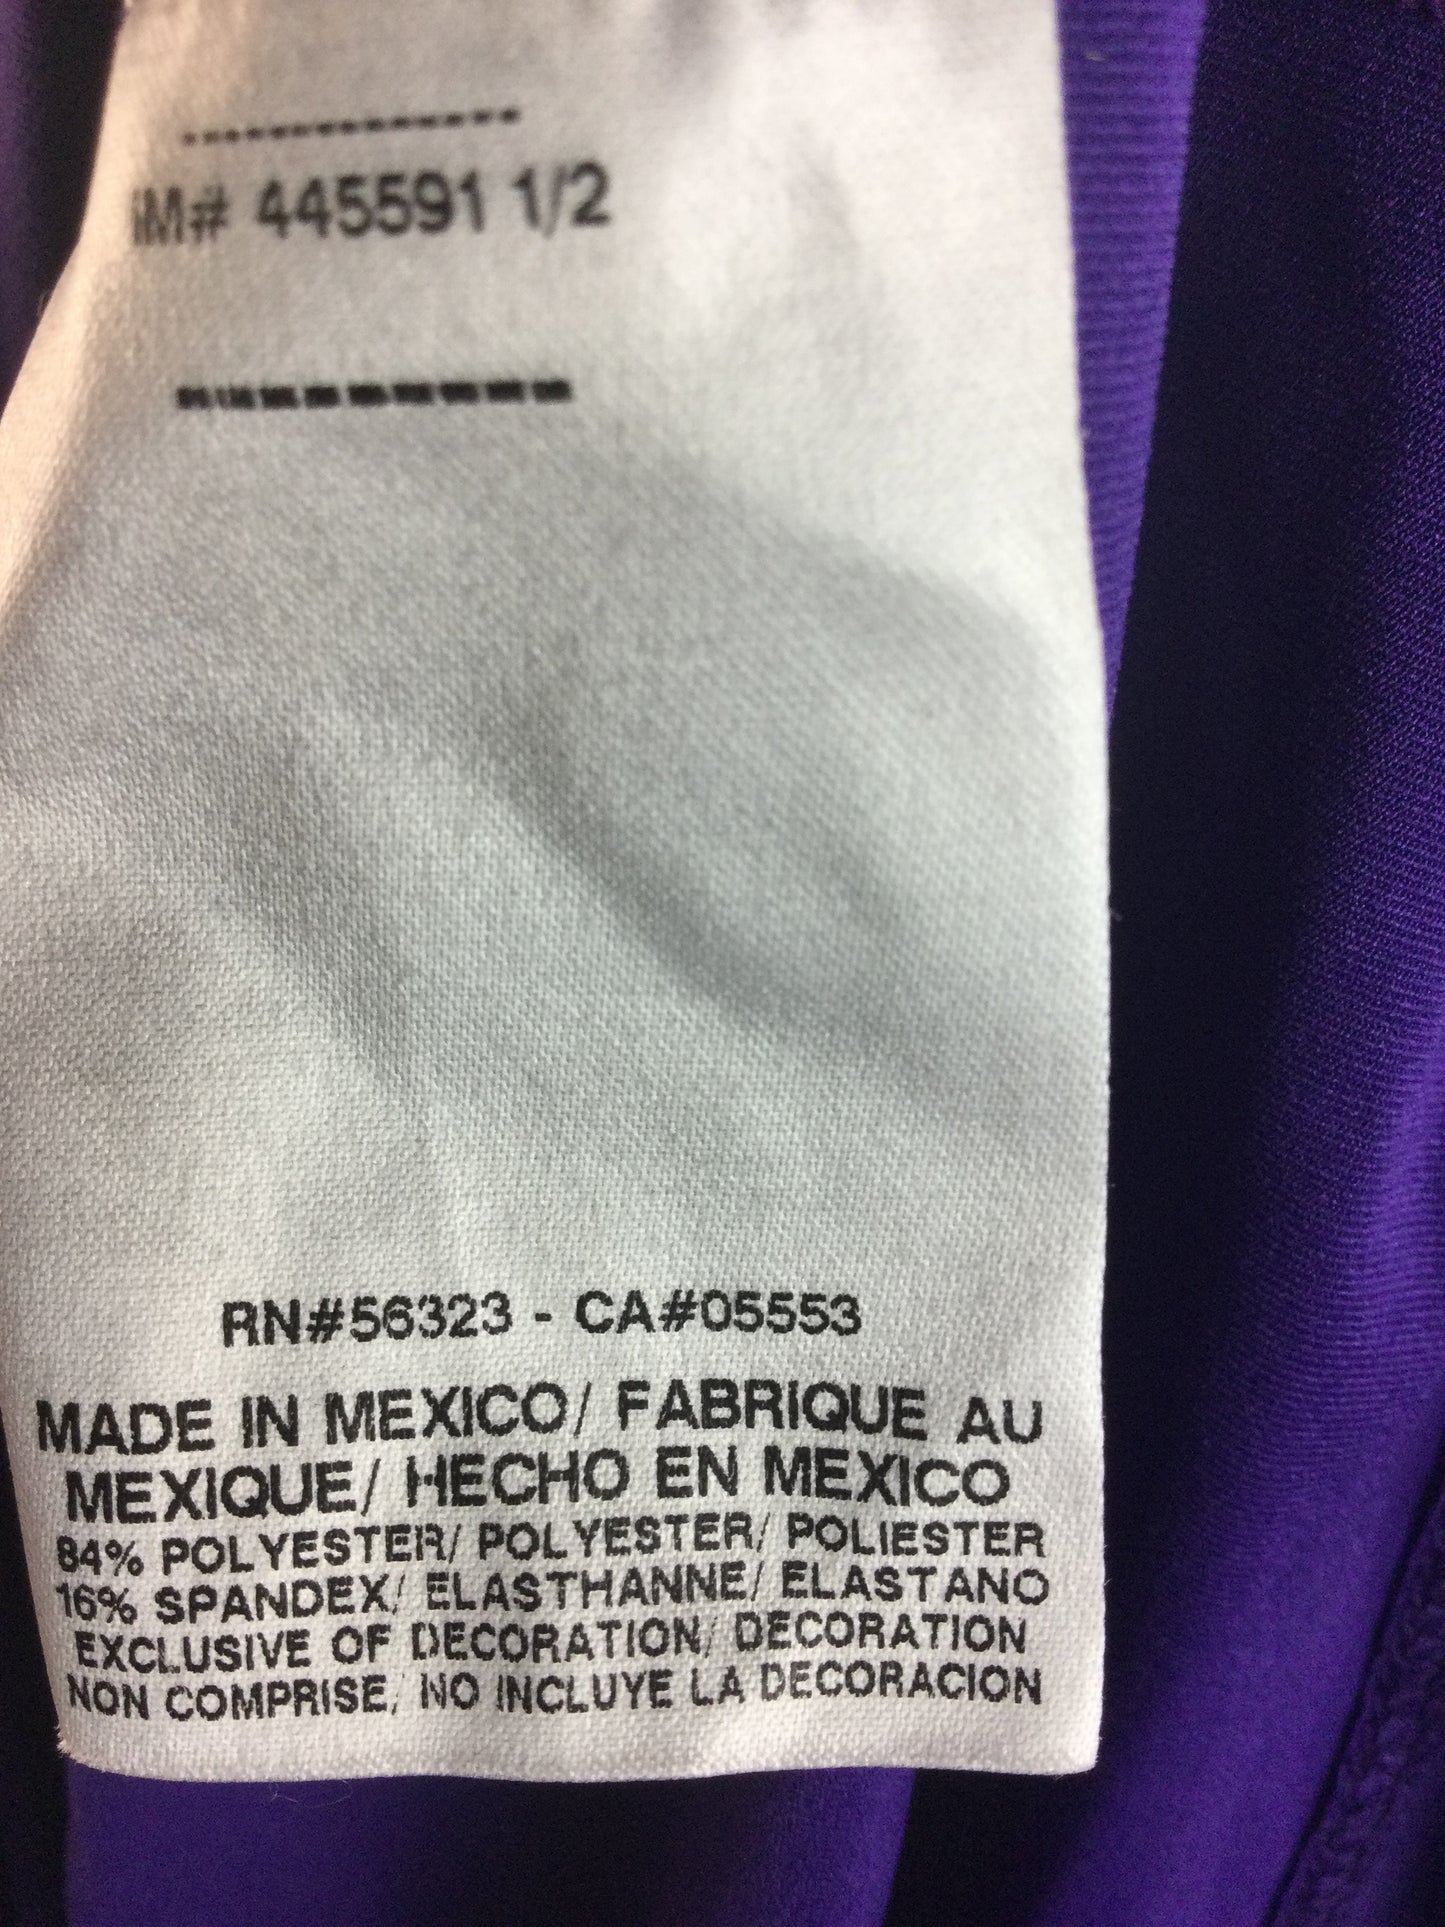 IM# 445591 1/2
RN#56323 - CA#05553
MADE IN MEXICO/ FABRIQUE AU
MEXIQUE/ HECHO EN MEXICO
84% POLYESTER/ POLYESTER/ POLIESTER
16% SPANDEX/ ELASTHANNE/ ELASTANO
EXCLUSIVE OF DECORATION/ DECORATION
NON COMPRISE/ NO INCLUYE LA DECORACION